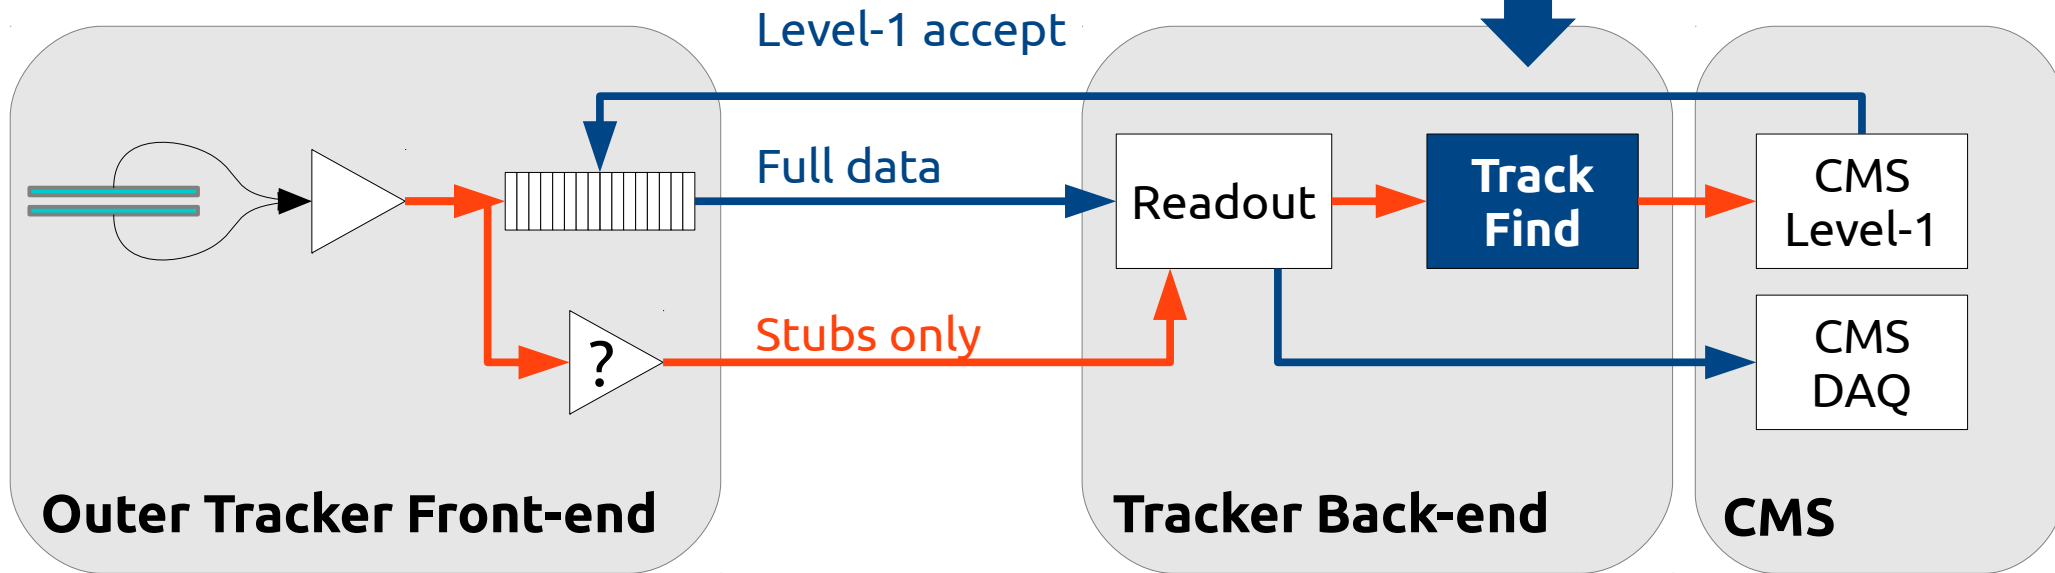 Level-1 accept
Full data
Readout
Track
Find
CMS
Level-1
?
Stubs only
CMS
DAQ
Outer Tracker Front-end
Tracker Back-end
CMS